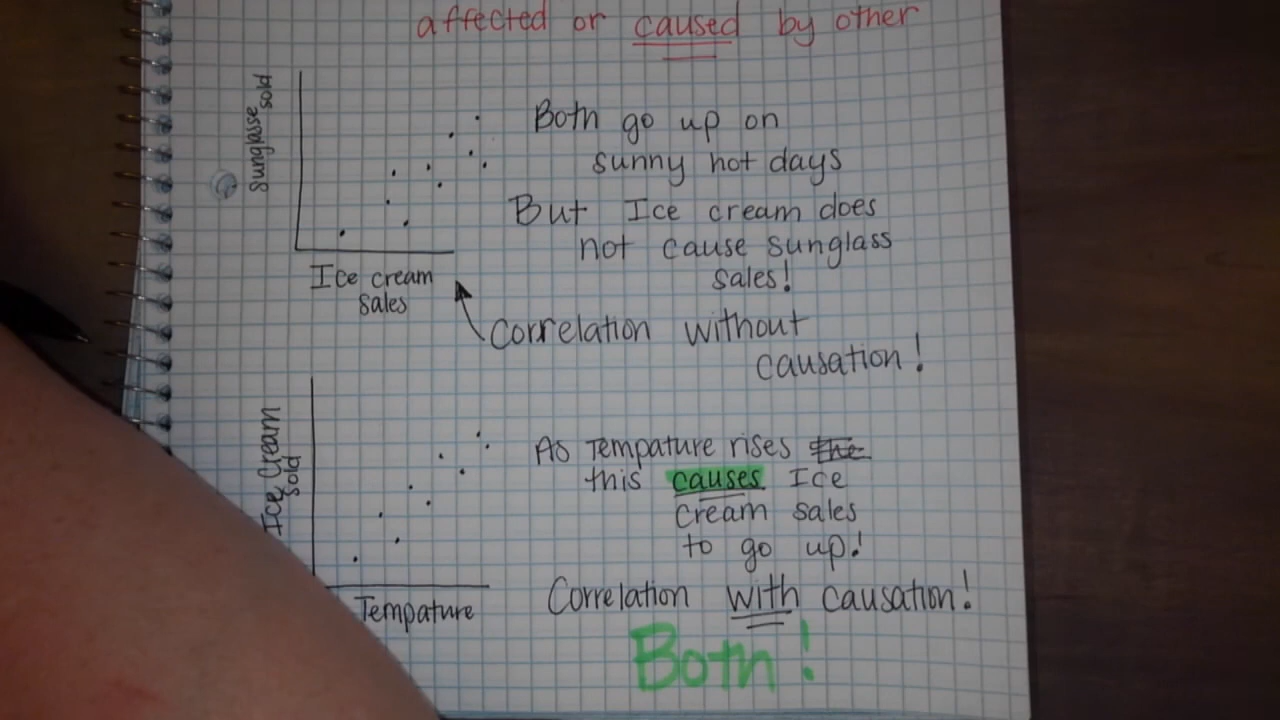 affected or caused by other
Sunglasse
sold
Both go up on
sunny hot days
But Ice cream does
not cause sunglass
sales!
Ice cream
sales
Correlation without
causation!
Ice Cream
sold
As Tempature rises the
this causes Ice
cream sales
to go up!
Tempature
Correlation with causation!
Both!